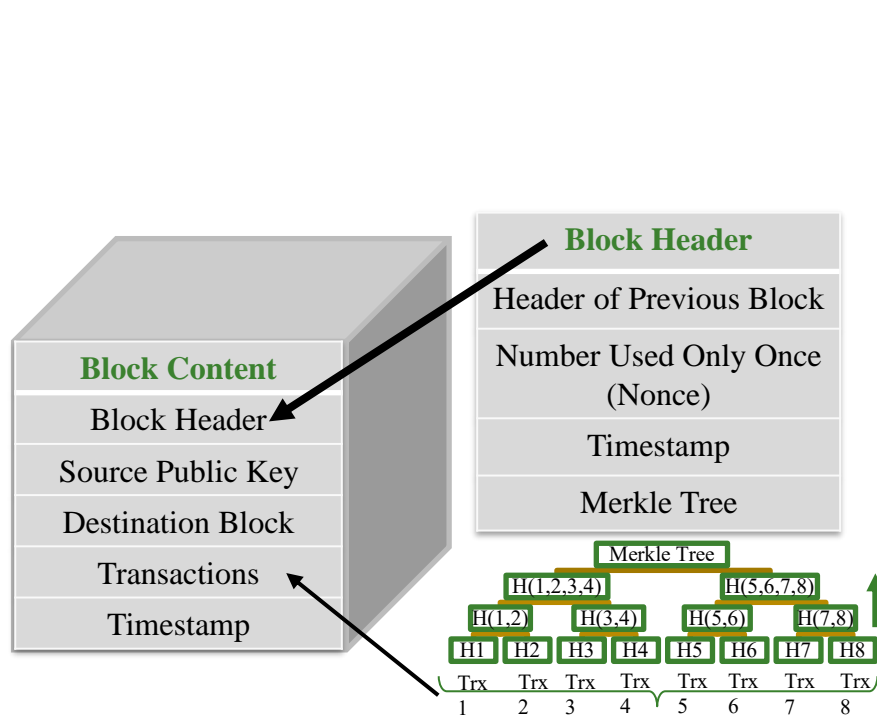 Block Content
Block Header
Source Public Key
Destination Block
Transactions
Timestamp
Block Header
Header of Previous Block
Number Used Only Once
(Nonce)
Timestamp
Merkle Tree
Merkle Tree
H(1,2,3,4) H(5,6,7,8)
H(1,2) H(3,4) H(5,6) H(7,8)
H1 H2 H3 H4 H5 H6 H7 H8
Trx Trx Trx Trx Trx Trx Trx Trx
1 2 3 4 5 6 7 8